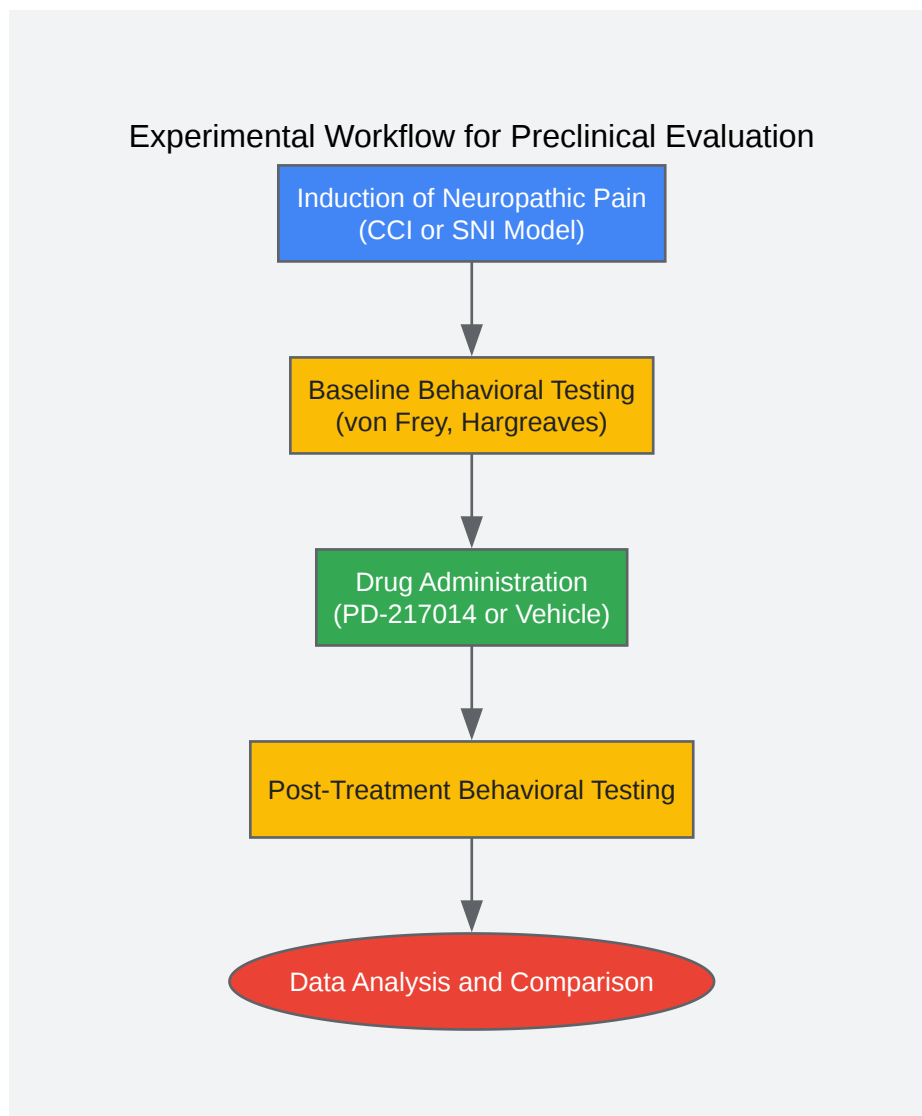 Experimental Workflow for Preclinical Evaluation
Induction of Neuropathic Pain
(CCI or SNI Model)
Baseline Behavioral Testing
(von Frey, Hargreaves)
Drug Administration
(PD-217014 or Vehicle)
Post-Treatment Behavioral Testing
Data Analysis and Comparison